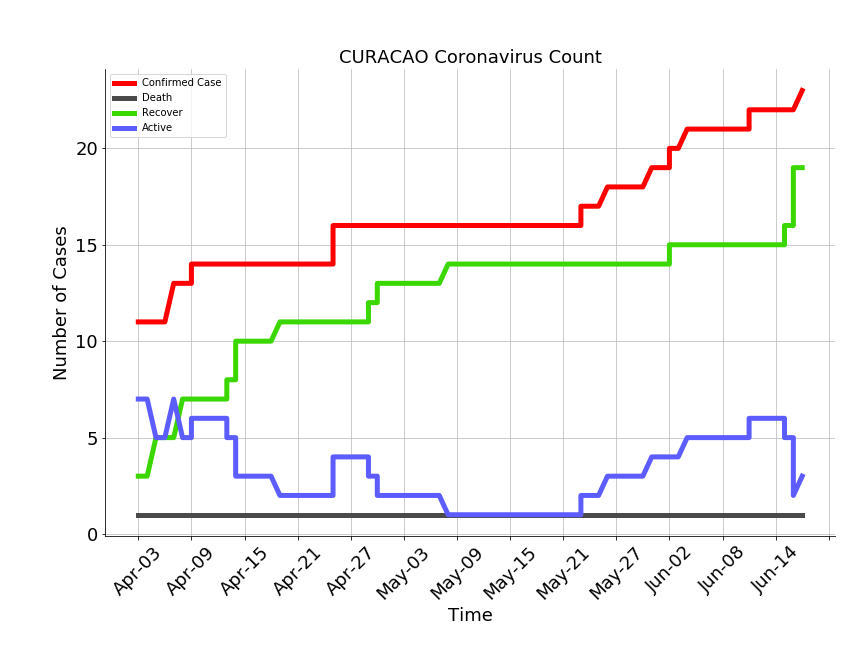 CURACAO Coronavirus Count
Confirmed Case
Death
Recover
Active
Number of Cases
20
15
10
5
0
Apr-03 Apr-09 Apr-15 Apr-21 Apr-27 May-03 May-09 May-15 May-21 May-27 Jun-02 Jun-08 Jun-14
Time